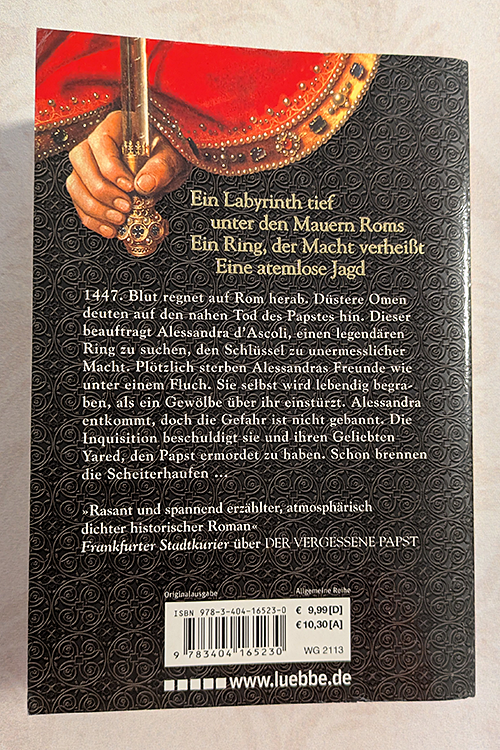 Ein Labyrinth tief
unter den Mauern Roms
Ein Ring, der Macht verheißt
Eine atemlose Jagd
1447. Blut regnet auf Rom herab. Düstere Omen
deuten auf den nahen Tod des Papstes hin. Dieser
beauftragt Alessandra d'Ascoli, einen legendären
Ring zu suchen, den Schlüssel zu unermesslicher
Macht. Plötzlich sterben Alessandras Freunde wie
unter einem Fluch. Sie selbst wird lebendig begra-
ben, als ein Gewölbe über ihr einstürzt. Alessandra
entkommt, doch die Gefahr ist nicht gebannt. Die
Inquisition beschuldigt sie und ihren Geliebten
Yared, den Papst ermordet zu haben. Schon brennen
die Scheiterhaufen ...
»Rasant und spannend erzählter, atmosphärisch
dichter historischer Roman«
Frankfurter Stadtkurier über DER VERGESSENE PAPST
Originalausgabe
Allgemeine Reihe
ISBN 978-3-404-16523-0
€ 9,99 [D]
€ 10,30 [A]
9 783404 165230
WG 2113
www.luebbe.de